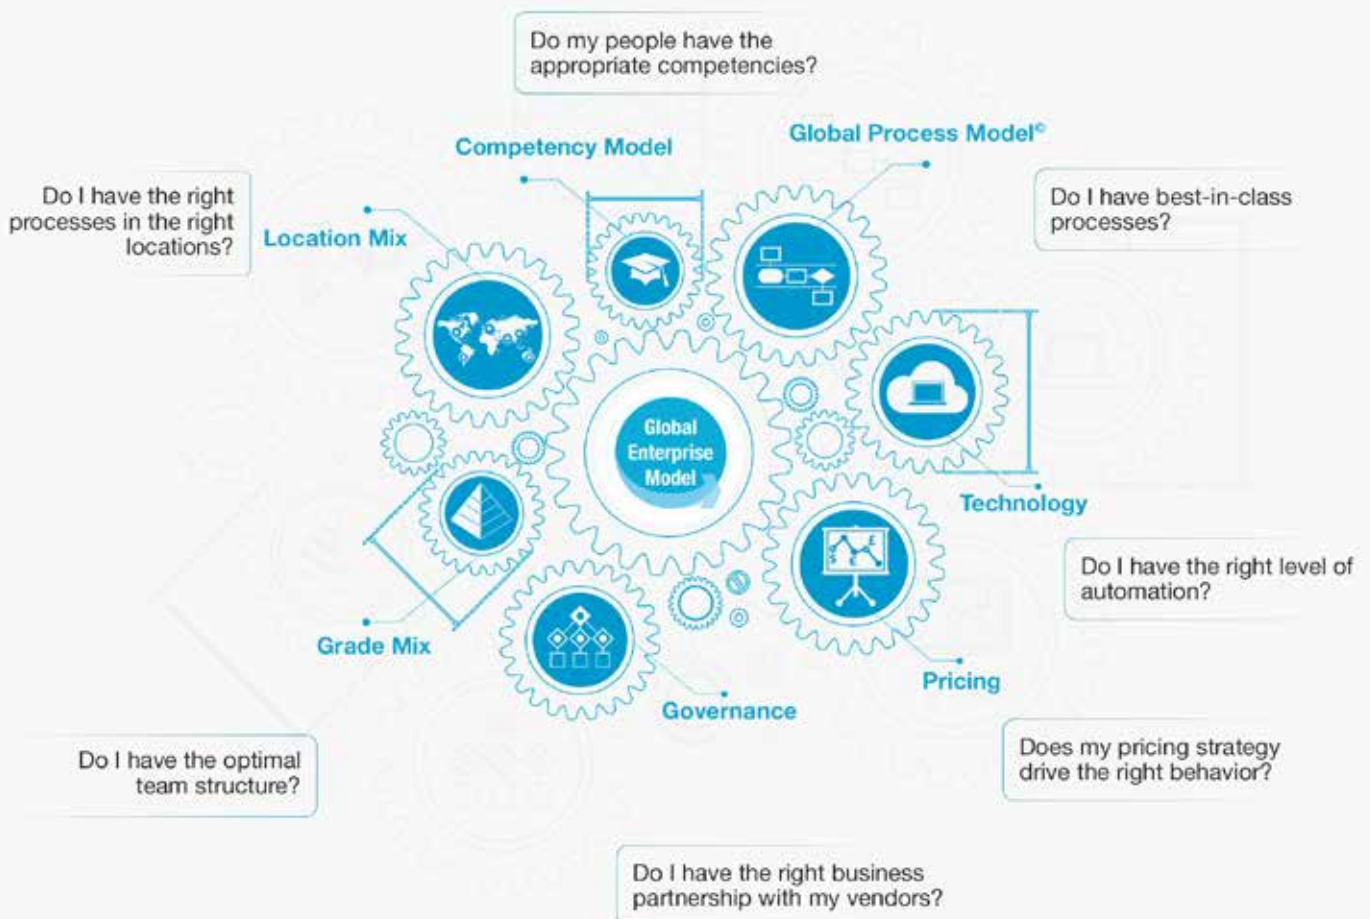 Do my people have the
appropriate competencies?
Global Process Model©
Competency Model
Do I have the right
processes in the right
locations?
Location Mix
Do I have best-in-class
processes?
Global
Enterprise
Model
Technology
Do I have the right level of
automation?
Grade Mix
Pricing
Governance
Do I have the optimal
team structure?
Does my pricing strategy
drive the right behavior?
Do I have the right business
partnership with my vendors?